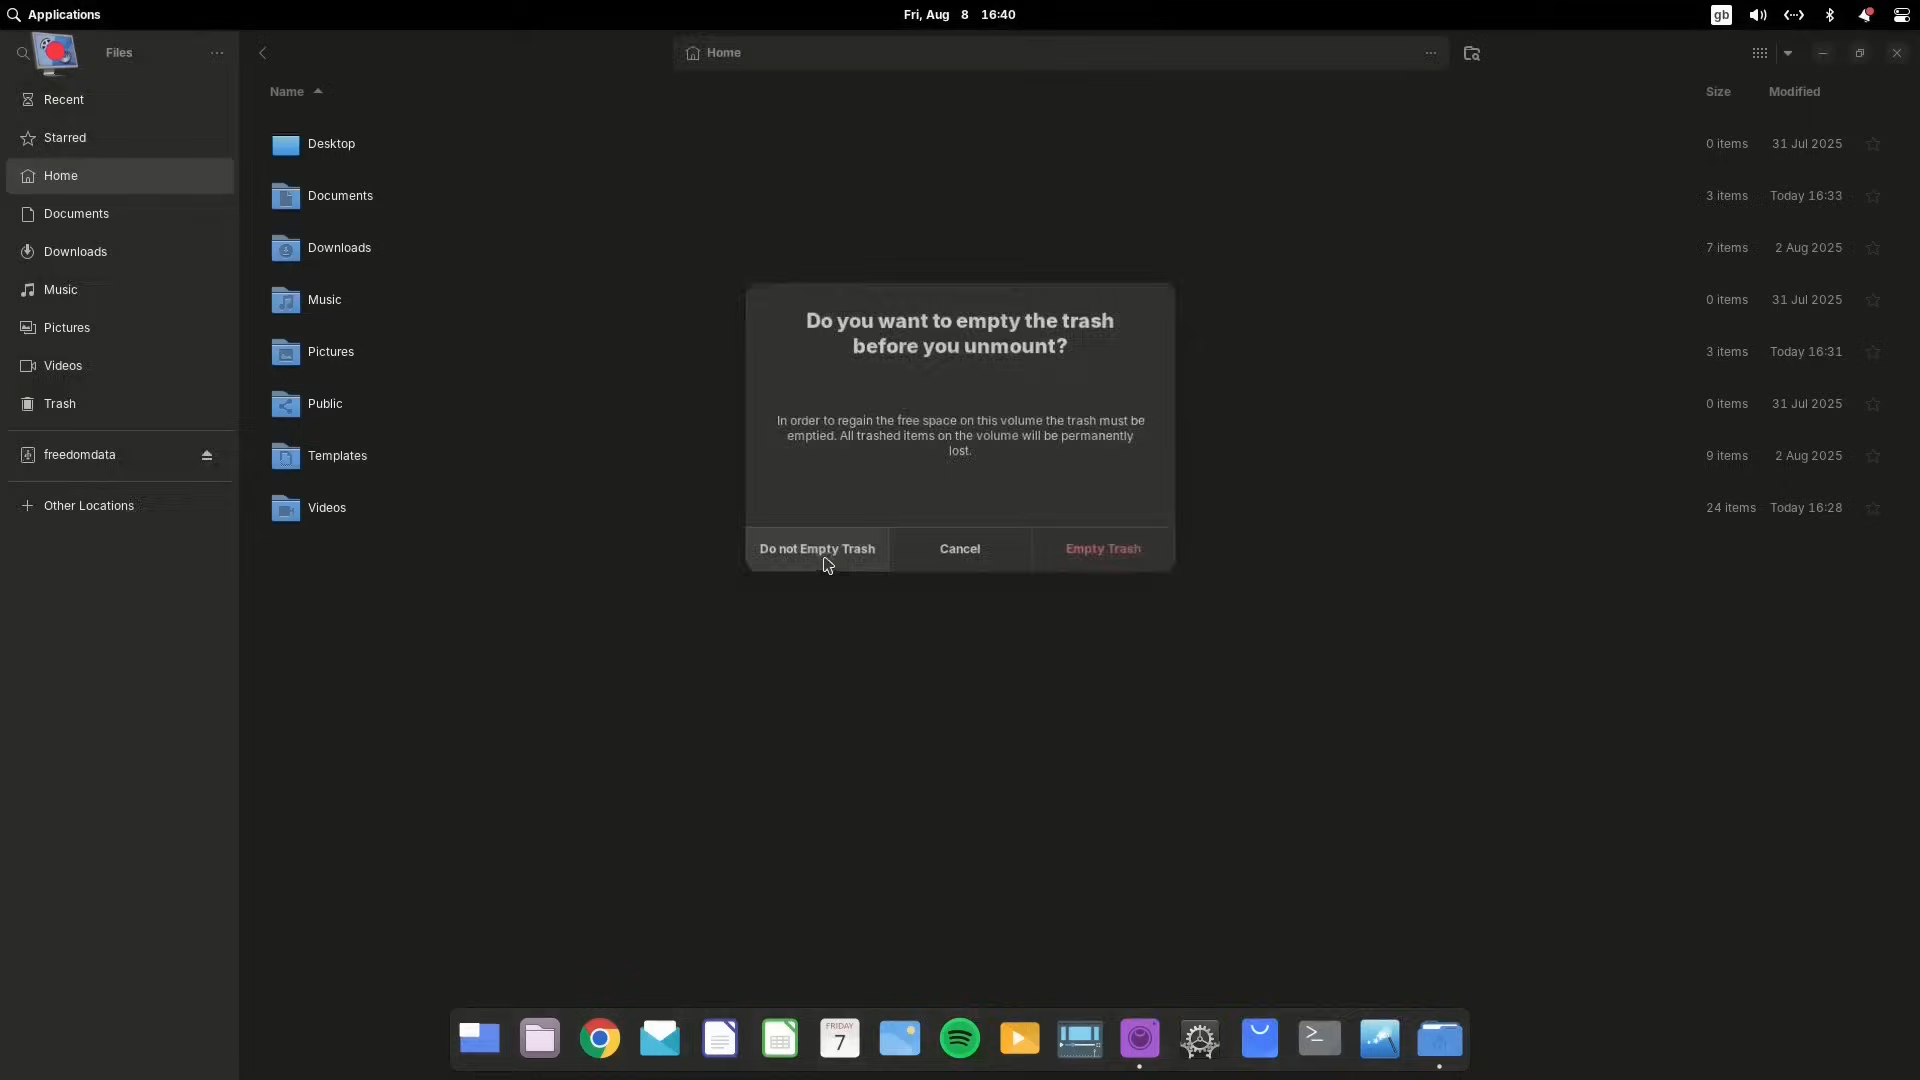 Applications
Fri, Aug 8 16:40
gb
Files
Home
Recent
Starred
Home
Documents
Downloads
Music
Pictures
Videos
Trash
freedomdata
Other Locations
Name
Size
Modified
Desktop
0 items
31 Jul 2025
Documents
3 items
Today 16:33
Downloads
7 items
2 Aug 2025
Music
0 items
31 Jul 2025
Pictures
3 items
Today 16:31
Public
0 items
31 Jul 2025
Templates
9 items
2 Aug 2025
Videos
24 items
Today 16:28
Do you want to empty the trash
before you unmount?
In order to regain the free space on this volume the trash must be
emptied. All trashed items on the volume will be permanently
lost.
Do not Empty Trash
Cancel
Empty Trash
FRIDAY
7